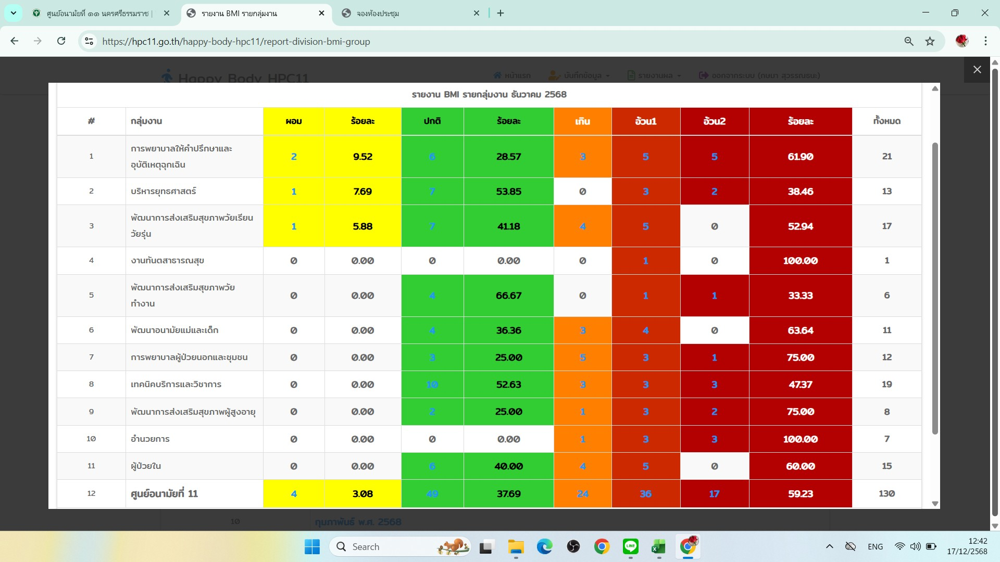 ศูนย์อนามัยที่ ๑๑ นครศรีธรรมราช |
รายงาน BMI รายกลุ่มงาน
จองห้องประชุม
https://hpc11.go.th/happy-body-hpc11/report-division-bmi-group
Happy Body HPC11
หน้าแรก
บันทึกข้อมูล
รายงานผล
ออกจากระบบ (กษมา สุวรรณธนะ)
รายงาน BMI รายกลุ่มงาน ธันวาคม 2568
# กลุ่มงาน ผอม ร้อยละ ปกติ ร้อยละ เกิน อ้วน1 อ้วน2 ร้อยละ ทั้งหมด
1 การพยาบาลให้คำปรึกษาและ
อุบัติเหตุฉุกเฉิน 2 9.52 6 28.57 3 5 5 61.90 21
2 บริหารยุทธศาสตร์ 1 7.69 7 53.85 0 3 2 38.46 13
3 พัฒนาการส่งเสริมสุขภาพวัยเรียน
วัยรุ่น 1 5.88 7 41.18 4 5 0 52.94 17
4 งานทันตสาธารณสุข 0 0.00 0 0.00 0 1 0 100.00 1
5 พัฒนาการส่งเสริมสุขภาพวัย
ทำงาน 0 0.00 4 66.67 0 1 1 33.33 6
6 พัฒนาอนามัยแม่และเด็ก 0 0.00 4 36.36 3 4 0 63.64 11
7 การพยาบาลผู้ป่วยนอกและชุมชน 0 0.00 3 25.00 5 3 1 75.00 12
8 เทคนิคบริการและวิชาการ 0 0.00 10 52.63 3 3 3 47.37 19
9 พัฒนาการส่งเสริมสุขภาพผู้สูงอายุ 0 0.00 2 25.00 1 3 2 75.00 8
10 อำนวยการ 0 0.00 0 0.00 1 3 3 100.00 7
11 ผู้ป่วยใน 0 0.00 6 40.00 4 5 0 60.00 15
12 ศูนย์อนามัยที่ 11 4 3.08 49 37.69 24 36 17 59.23 130
10 กุมภาพันธ์ พ.ศ. 2568
Search
LINE
ENG
12:42
17/12/2568